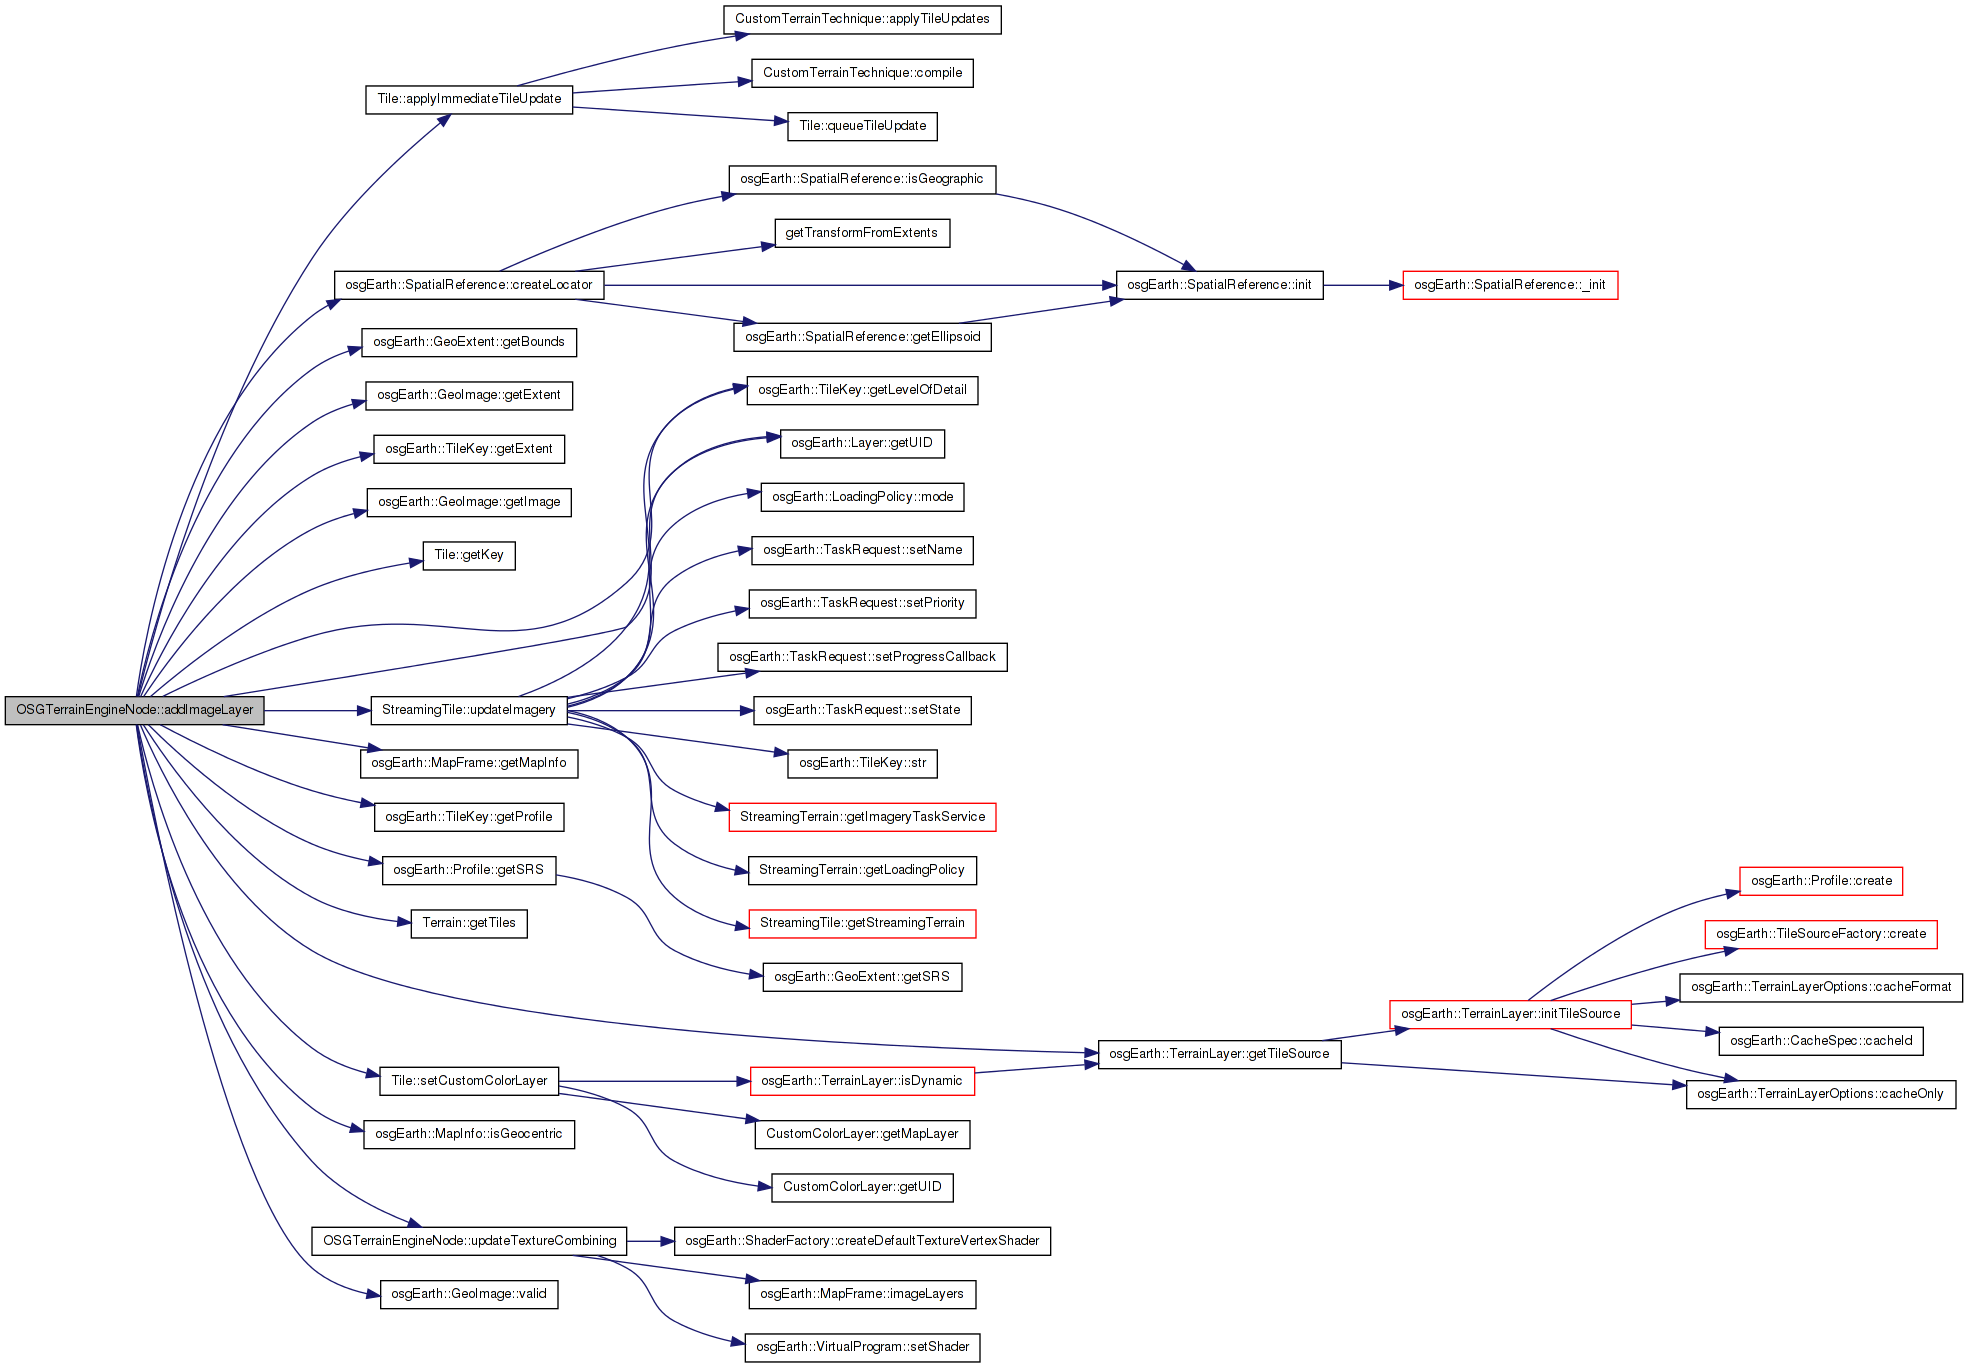 CustomTerrainTechnique::applyTileUpdates
CustomTerrainTechnique::compile
Tile::applyImmediateTileUpdate
Tile::queueTileUpdate
osgEarth::SpatialReference::isGeographic
getTransformFromExtents
osgEarth::SpatialReference::createLocator
osgEarth::SpatialReference::init
osgEarth::SpatialReference::_init
osgEarth::SpatialReference::getEllipsoid
osgEarth::GeoExtent::getBounds
osgEarth::TileKey::getLevelOfDetail
osgEarth::GeoImage::getExtent
osgEarth::Layer::getUID
osgEarth::TileKey::getExtent
osgEarth::LoadingPolicy::mode
osgEarth::GeoImage::getImage
osgEarth::TaskRequest::setName
Tile::getKey
osgEarth::TaskRequest::setPriority
osgEarth::TaskRequest::setProgressCallback
OSGTerrainEngineNode::addImageLayer
StreamingTile::updateImagery
osgEarth::TaskRequest::setState
osgEarth::MapFrame::getMapInfo
osgEarth::TileKey::str
osgEarth::TileKey::getProfile
StreamingTerrain::getImageryTaskService
osgEarth::Profile::getSRS
StreamingTerrain::getLoadingPolicy
osgEarth::Profile::create
Terrain::getTiles
StreamingTile::getStreamingTerrain
osgEarth::TileSourceFactory::create
osgEarth::GeoExtent::getSRS
osgEarth::TerrainLayerOptions::cacheFormat
osgEarth::TerrainLayer::initTileSource
osgEarth::CacheSpec::cacheId
osgEarth::TerrainLayer::getTileSource
Tile::setCustomColorLayer
osgEarth::TerrainLayer::isDynamic
osgEarth::TerrainLayerOptions::cacheOnly
osgEarth::MapInfo::isGeocentric
CustomColorLayer::getMapLayer
CustomColorLayer::getUID
OSGTerrainEngineNode::updateTextureCombining
osgEarth::ShaderFactory::createDefaultTextureVertexShader
osgEarth::GeoImage::valid
osgEarth::MapFrame::imageLayers
osgEarth::VirtualProgram::setShader